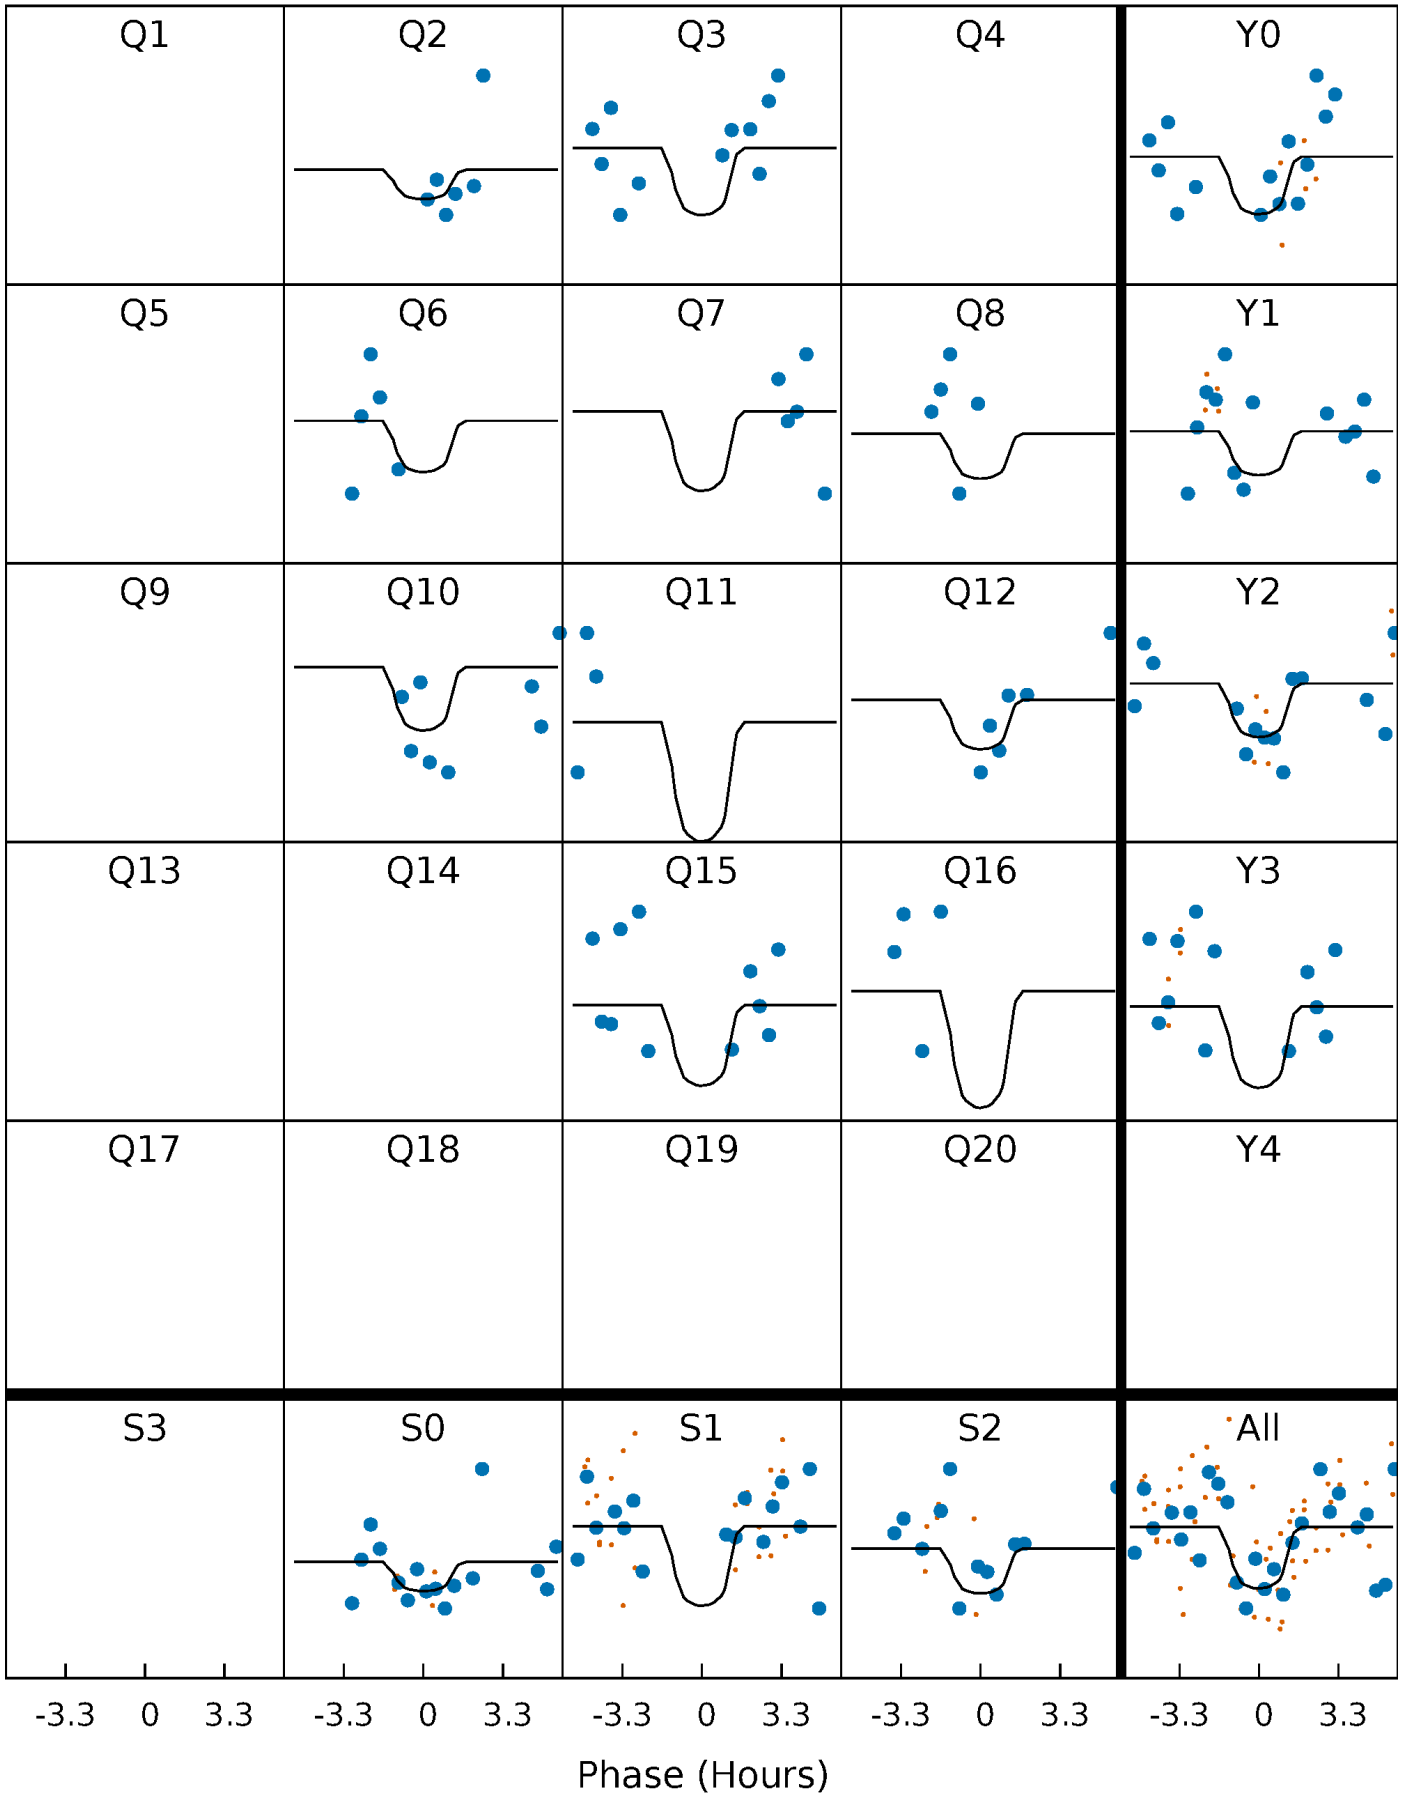 Q1 Q2 Q3 Q4 Y0
Q5 Q6 Q7 Q8 Y1
Q9 Q10 Q11 Q12 Y2
Q13 Q14 Q15 Q16 Y3
Q17 Q18 Q19 Q20 Y4
S3 S0 S1 S2 All
-3.3 0 3.3 -3.3 0 3.3 -3.3 0 3.3 -3.3 0 3.3 -3.3 0 3.3
Phase (Hours)